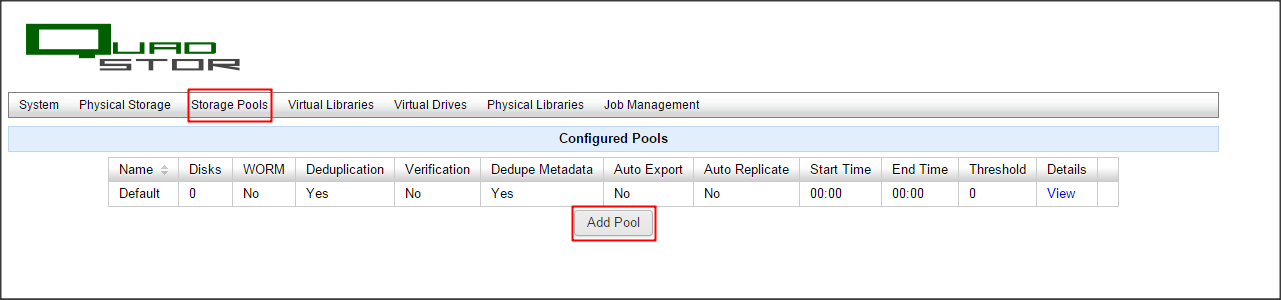 QUAD
STOR
System Physical Storage Storage Pools Virtual Libraries Virtual Drives Physical Libraries Job Management
Configured Pools
Name Disks WORM Deduplication Verification Dedupe Metadata Auto Export Auto Replicate Start Time End Time Threshold Details
Default 0 No Yes No Yes No No 00:00 00:00 0 View
Add Pool